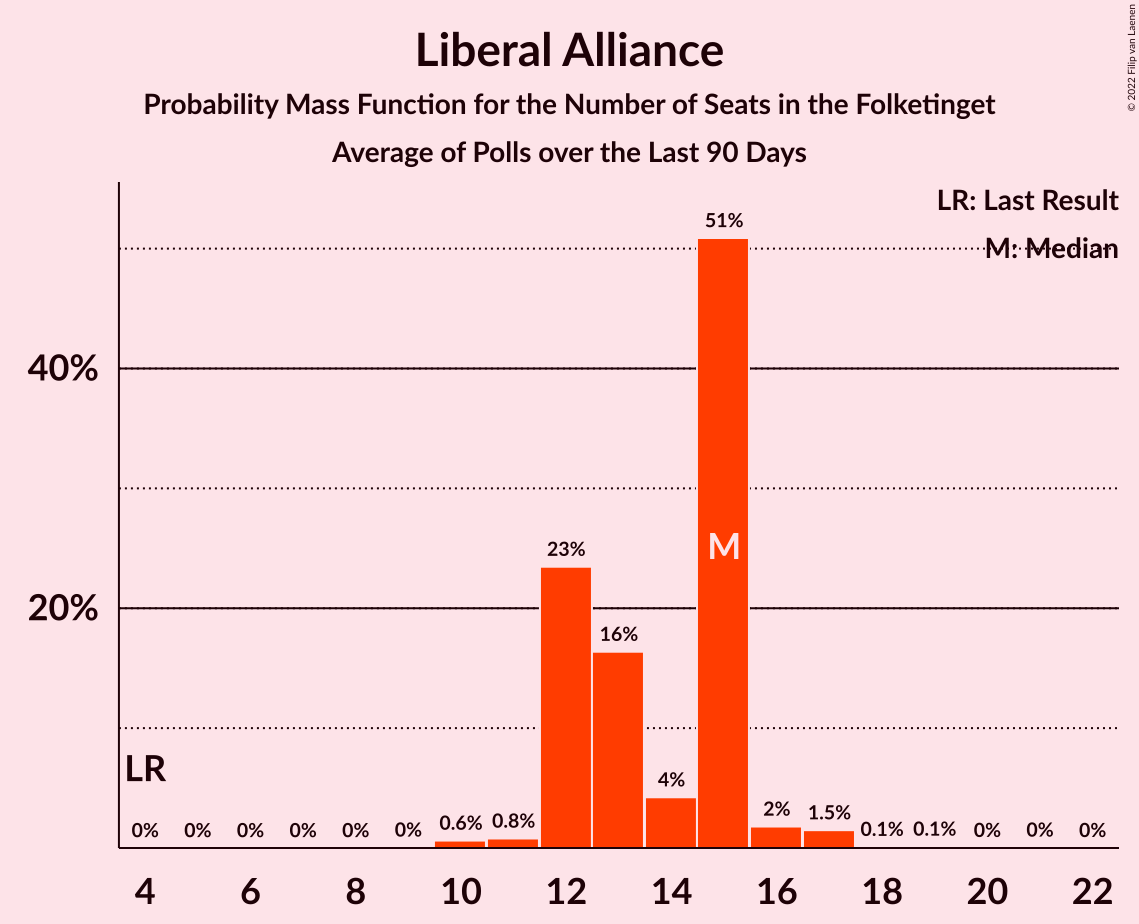 Liberal Alliance
Probability Mass Function for the Number of Seats in the Folketinget
Average of Polls over the Last 90 Days
© 2022 Filip van Laenen
LR: Last Result
M: Median
40%
20%
LR
0% 0% 0% 0% 0% 0% 0.6% 0.8% 23% 16% 4% 51% 2% 1.5% 0.1% 0.1% 0% 0% 0%
M
4 6 8 10 12 14 16 18 20 22